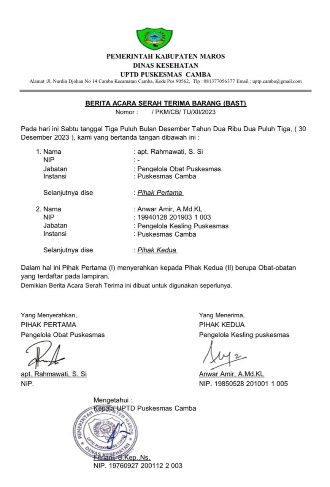 PEMERINTAH KABUPATEN MAROS
DINAS KESEHATAN
UPTD PUSKESMAS CAMBA
Alamat :Jl. Nurdin Djohan No 14 Camba Kecamatan Camba, Kode Pos 90562, Tlp : 081377056377 Email : uptp.camba@gmail.com
BERITA ACARA SERAH TERIMA BARANG (BAST)
Nomor : / PKM/CB/ TU/XII/2023
Pada hari ini Sabtu tanggal Tiga Puluh Bulan Desember Tahun Dua Ribu Dua Puluh Tiga, ( 30
Desember 2023 ), kami yang bertanda tangan dibawah ini :
1. Nama : apt. Rahmawati, S. Si
NIP : -
Jabatan : Pengelola Obat Puskesmas
Instansi : Puskesmas Camba
Selanjutnya dise : Pihak Pertama
2. Nama : Anwar Amir, A.Md.KL
NIP : 19940128 201903 1 003
Jabatan : Pengelola Kesling Puskesmas
Instansi : Puskesmas Camba
Selanjutnya dise : Pihak Kedua
Dalam hal ini Pihak Pertama (I) menyerahkan kepada Pihak Kedua (II) berupa Obat-obatan
yang terdaftar pada lampiran.
Demikian Berita Acara Serah Terima ini dibuat untuk digunakan seperlunya.
Yang Menyerahkan, Yang Menerima,
PIHAK PERTAMA PIHAK KEDUA
Pengelola Obat Puskesmas Pengelola Kesling puskesmas
apt. Rahmawati, S. Si Anwar Amir, A.Md.KL
NIP. NIP. 19850528 201001 1 005
Mengetahui :
Kepala UPTD Puskesmas Camba
PEMERINTAH KABUPATEN MAROS
DINAS KESEHATAN
S.Kep.,Ns.
NIP. 19760927 200112 2 003